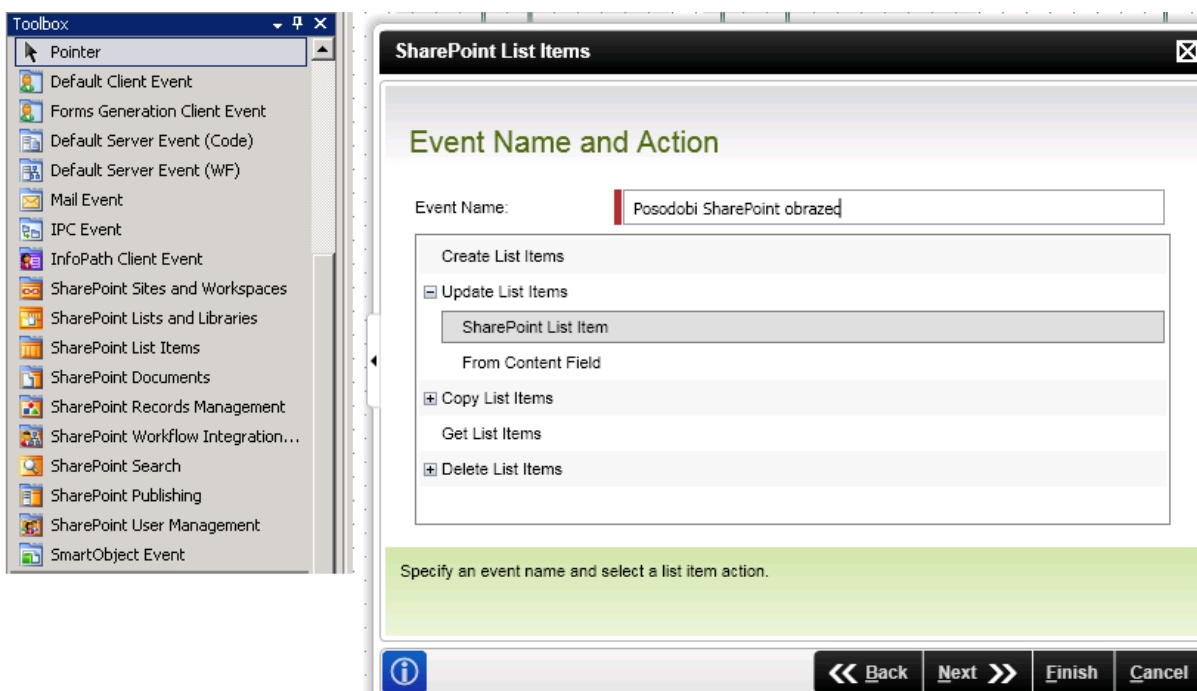 Toolbox
Pointer
Default Client Event
Forms Generation Client Event
Default Server Event (Code)
Default Server Event (WF)
Mail Event
IPC Event
InfoPath Client Event
SharePoint Sites and Workspaces
SharePoint Lists and Libraries
SharePoint List Items
SharePoint Documents
SharePoint Records Management
SharePoint Workflow Integration...
SharePoint Search
SharePoint Publishing
SharePoint User Management
SmartObject Event
SharePoint List Items
Event Name and Action
Event Name: Posodobi SharePoint obrazec
Create List Items
Update List Items
SharePoint List Item
From Content Field
Copy List Items
Get List Items
Delete List Items
Specify an event name and select a list item action.
Back Next Finish Cancel